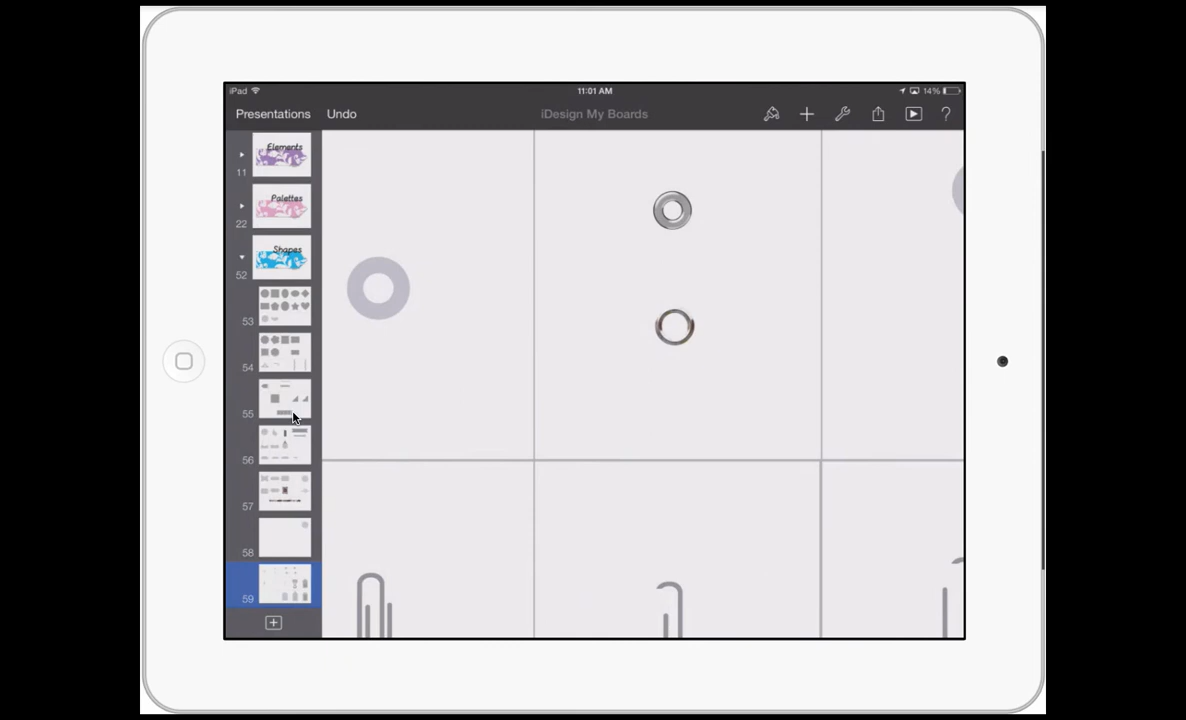 iPad 11:01 AM 14%
Presentations Undo iDesign My Boards ?
Elements
11
Palettes
22
Shapes
52
53
54
55
56
57
58
59